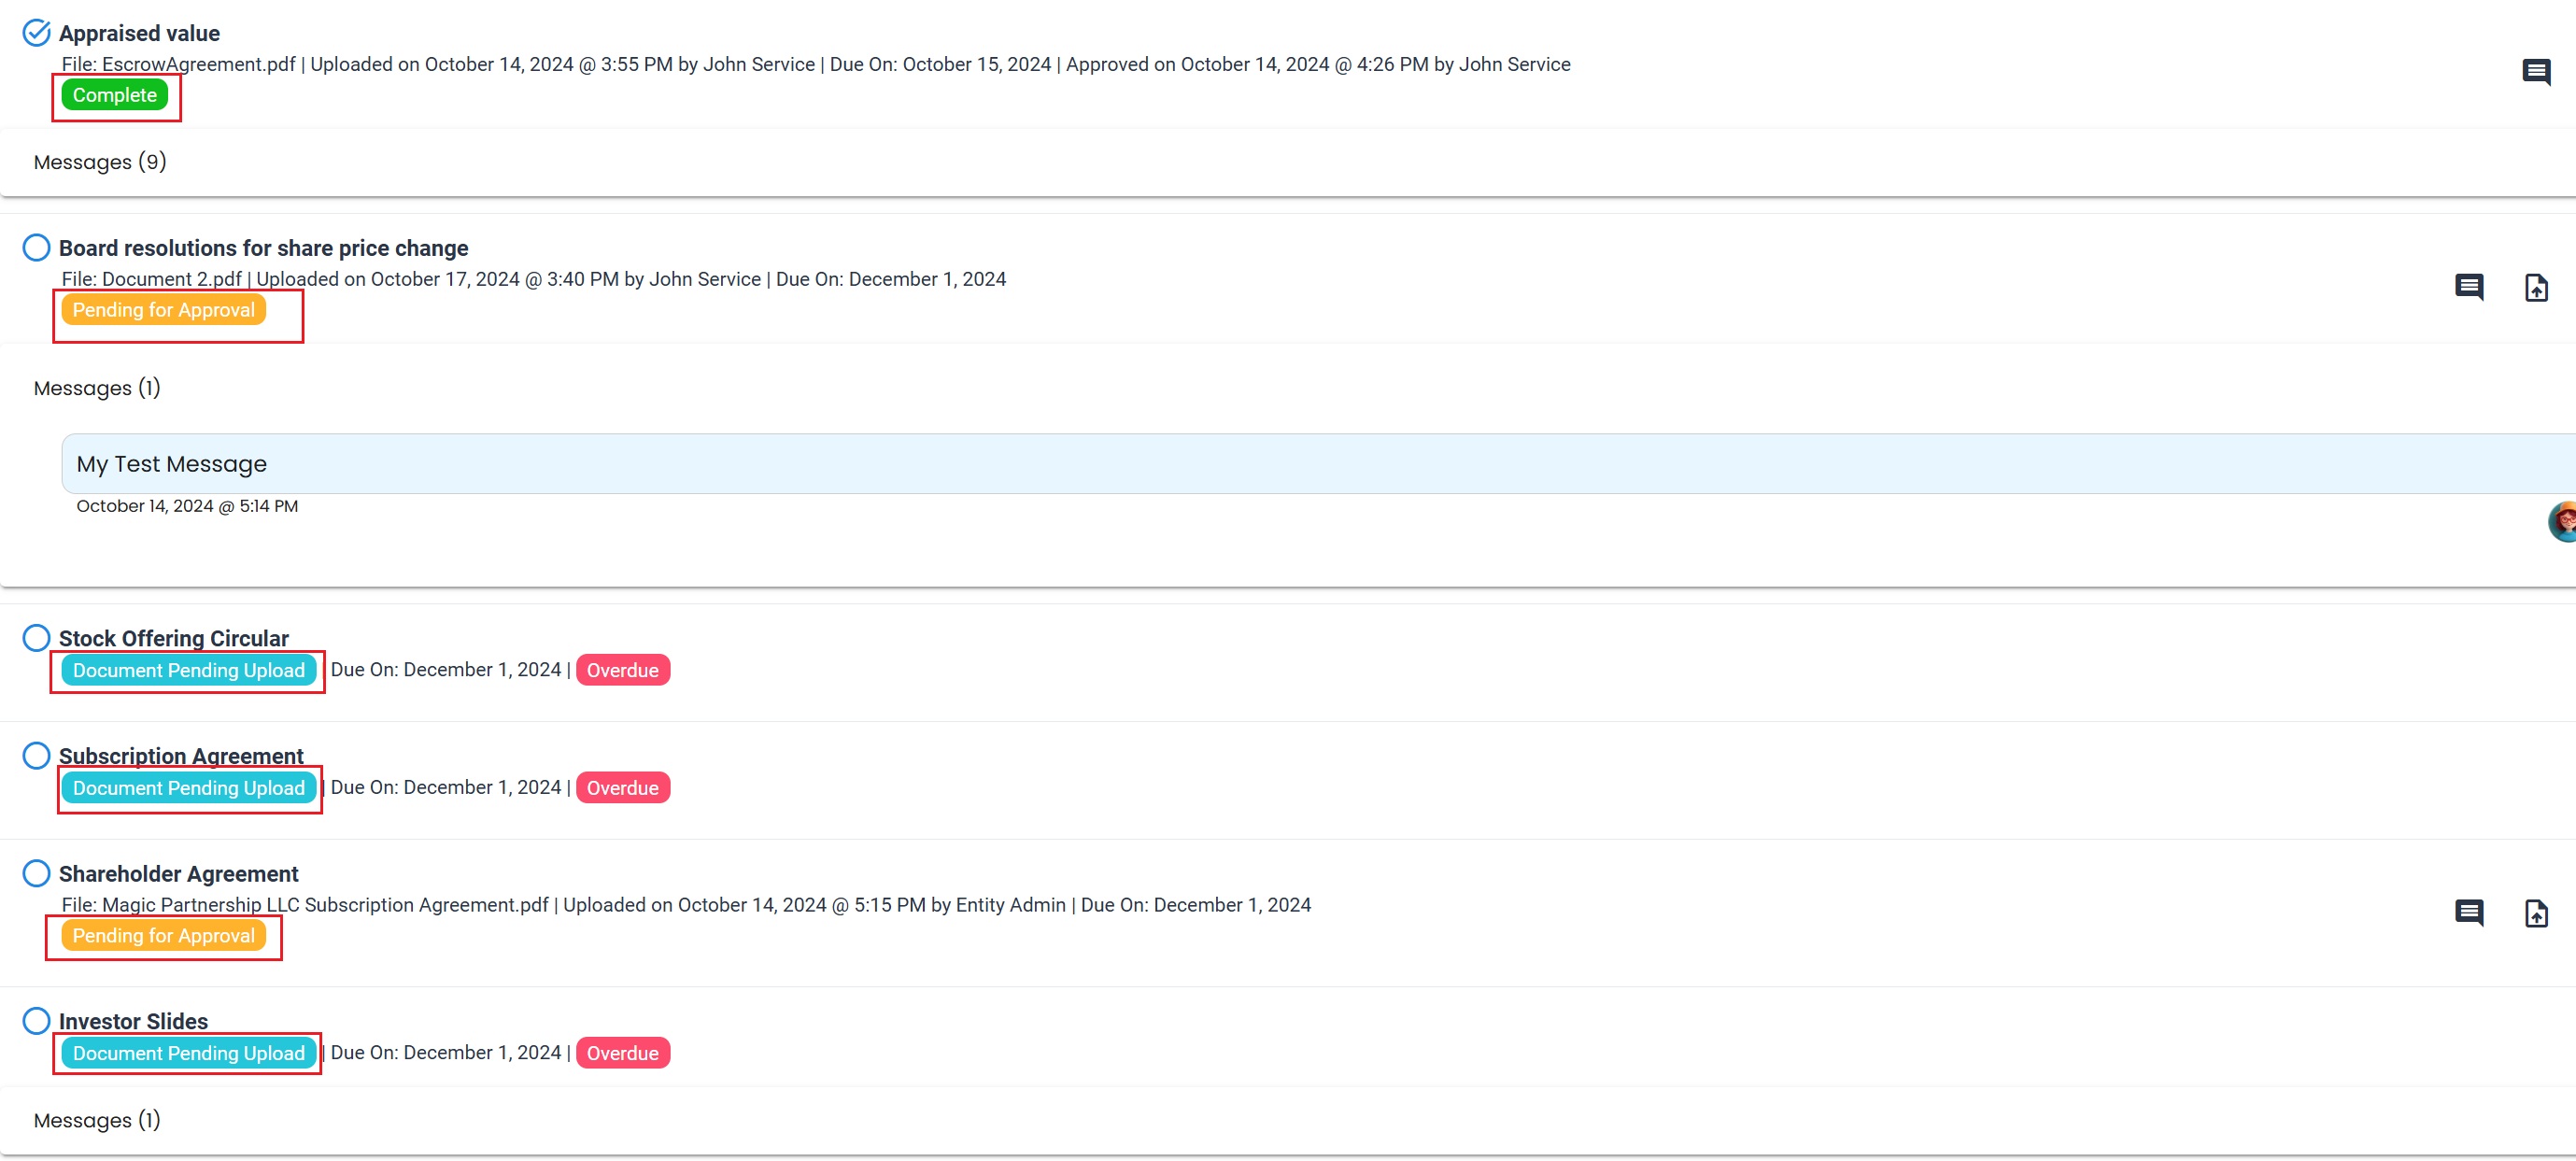 Appraised value
File: EscrowAgreement.pdf | Uploaded on October 14, 2024 @ 3:55 PM by John Service | Due On: October 15, 2024 | Approved on October 14, 2024 @ 4:26 PM by John Service
Complete
Messages (9)
Board resolutions for share price change
File: Document 2.pdf | Uploaded on October 17, 2024 @ 3:40 PM by John Service | Due On: December 1, 2024
Pending for Approval
Messages (1)
My Test Message
October 14, 2024 @ 5:14 PM
Stock Offering Circular
Document Pending Upload Due On: December 1, 2024 | Overdue
Subscription Agreement
Document Pending Upload | Due On: December 1, 2024 | Overdue
Shareholder Agreement
File: Magic Partnership LLC Subscription Agreement.pdf | Uploaded on October 14, 2024 @ 5:15 PM by Entity Admin | Due On: December 1, 2024
Pending for Approval
Investor Slides
Document Pending Upload | Due On: December 1, 2024 | Overdue
Messages (1)